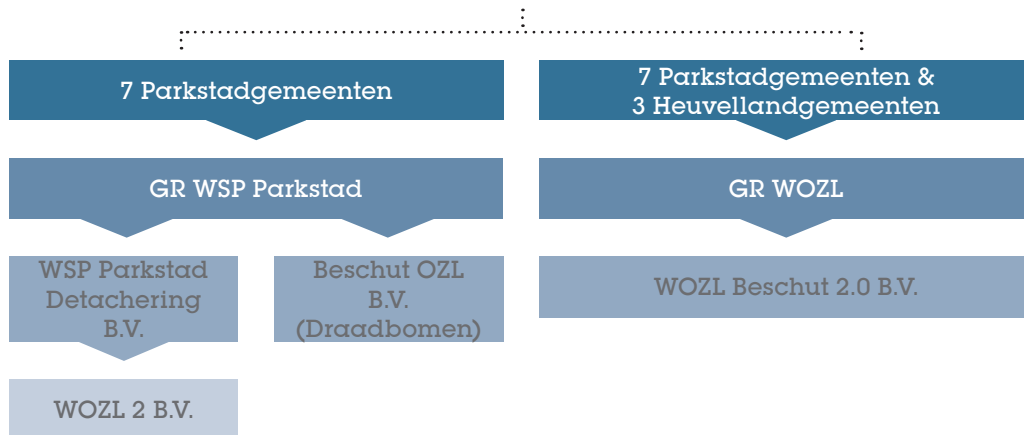 7 Parkstadgemeenten
7 Parkstadgemeenten &
3 Heuvellandgemeenten
GR WSP Parkstad
GR WOZL
WSP Parkstad
Detachering
B.V.
Beschut OZL
B.V.
(Draadbomen)
WOZL Beschut 2.0 B.V.
WOZL 2 B.V.